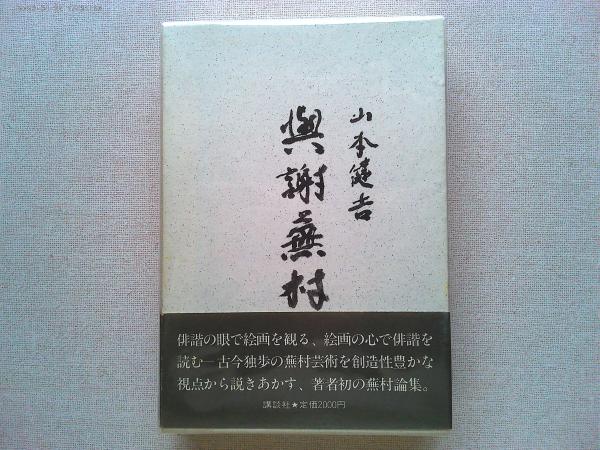 山本健吉
與謝蕪村
俳諧の眼で絵画を観る、絵画の心で俳諧を
読む―古今独歩の蕪村芸術を創造性豊かな
視点から説きあかす、著者初の蕪村論集。
講談社★定価2000円